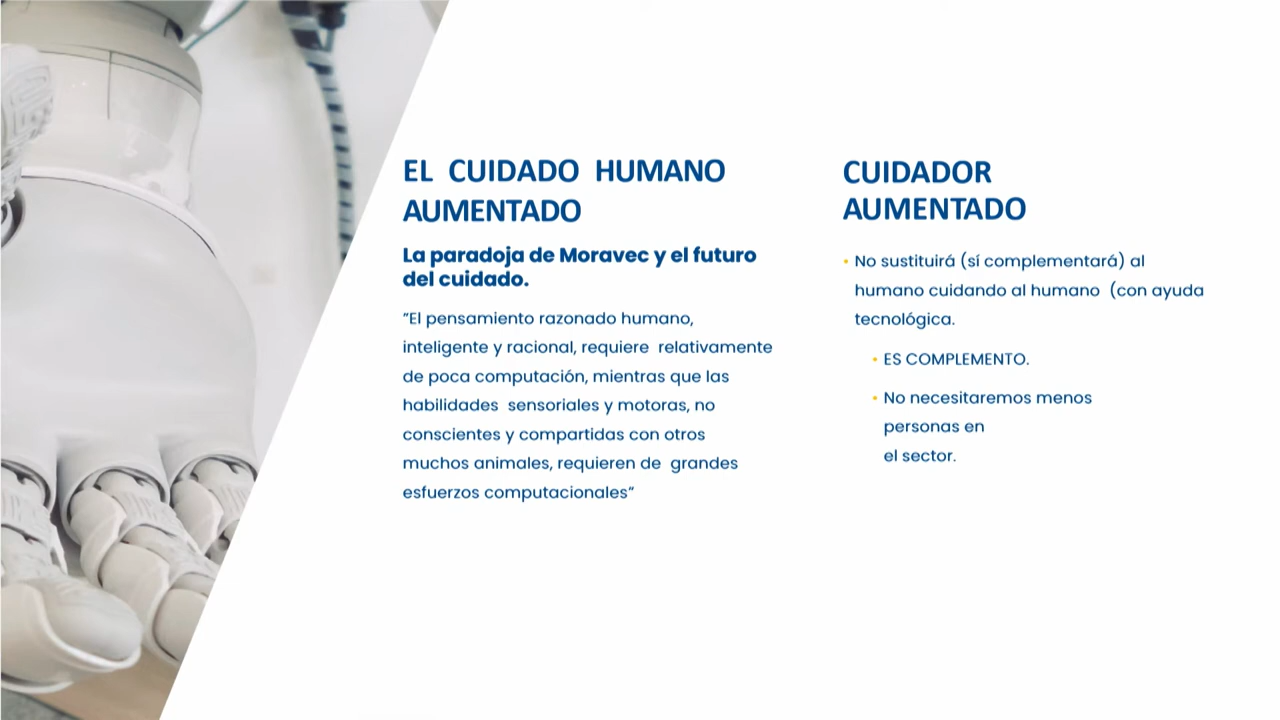 EL CUIDADO HUMANO
AUMENTADO
La paradoja de Moravec y el futuro
del cuidado.
"El pensamiento razonado humano,
inteligente y racional, requiere relativamente
de poca computación, mientras que las
habilidades sensoriales y motoras, no
conscientes y compartidas con otros
muchos animales, requieren de grandes
esfuerzos computacionales"
CUIDADOR
AUMENTADO
• No sustituirá (sí complementará) al
humano cuidando al humano (con ayuda
tecnológica.
• ES COMPLEMENTO.
• No necesitaremos menos
personas en
el sector.